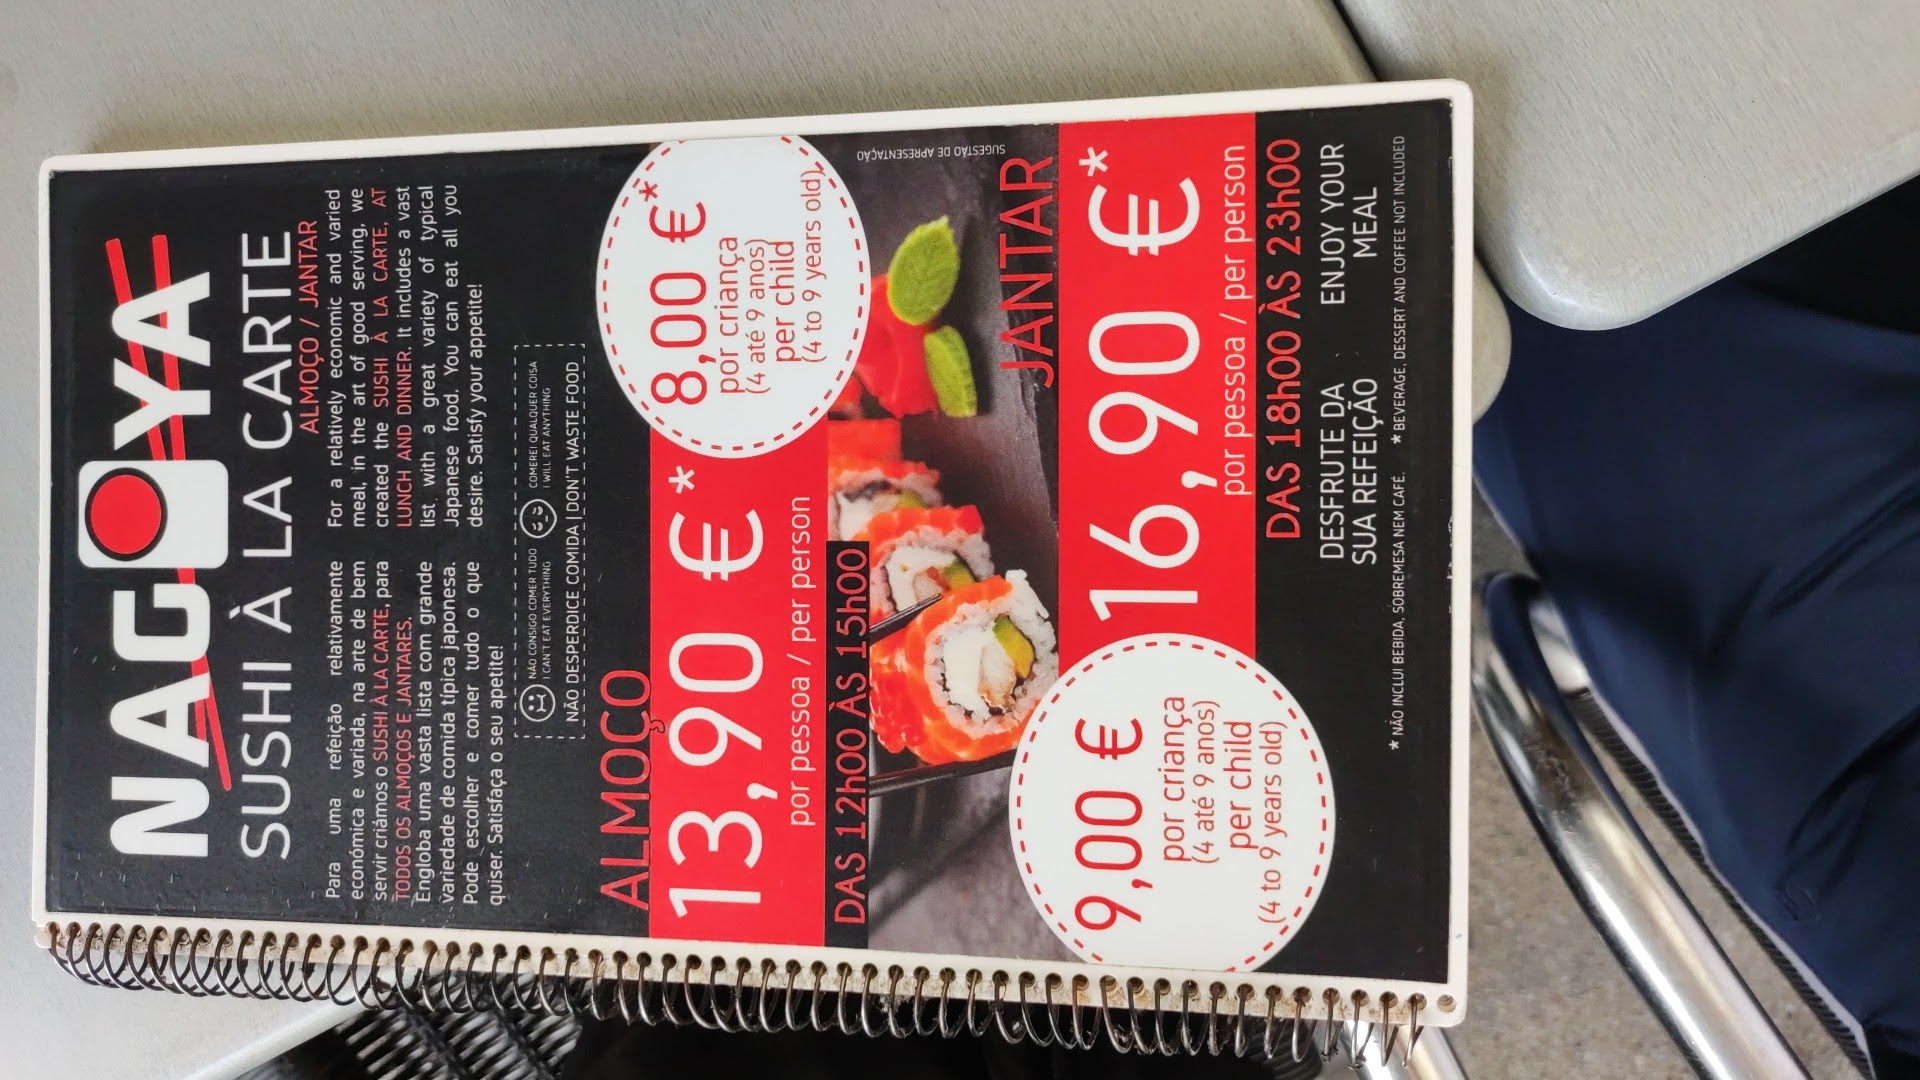 NAGOYA
SUSHI À LA CARTE
ALMOÇO / JANTAR
Para uma refeição relativamente
económica e variada, na arte de bem
servir criámos o SUSHI À LA CARTE, para
TODOS OS ALMOÇOS E JANTARES.
Engloba uma vasta lista com grande
variedade de comida típica japonesa.
Pode escolher e comer tudo o que
quiser. Satisfaça o seu apetite!
For a relatively economic and varied
meal, in the art of good serving, we
created the SUSHI À LA CARTE, AT
LUNCH AND DINNER. It includes a vast
list with a great variety of typical
Japanese food. You can eat all you
desire. Satisfy your appetite!
NÃO CONSIGO COMER TUDO
I CAN'T EAT EVERYTHING
COMEREI QUALQUER COISA
I WILL EAT ANYTHING
NÃO DESPERDICE COMIDA | DON'T WASTE FOOD
ALMOÇO
13,90 €*
por pessoa / per person
DAS 12h00 ÀS 15h00
8,00 €*
por criança
(4 até 9 anos)
per child
(4 to 9 years old)
SUGESTÃO DE APRESENTAÇÃO
JANTAR
16,90 €*
por pessoa / per person
DAS 18h00 ÀS 23h00
9,00 €
por criança
(4 até 9 anos)
per child
(4 to 9 years old)
DESFRUTE DA
SUA REFEIÇÃO
ENJOY YOUR
MEAL
* NÃO INCLUI BEBIDA, SOBREMESA NEM CAFÉ. * BEVERAGE, DESSERT AND COFFEE NOT INCLUDED